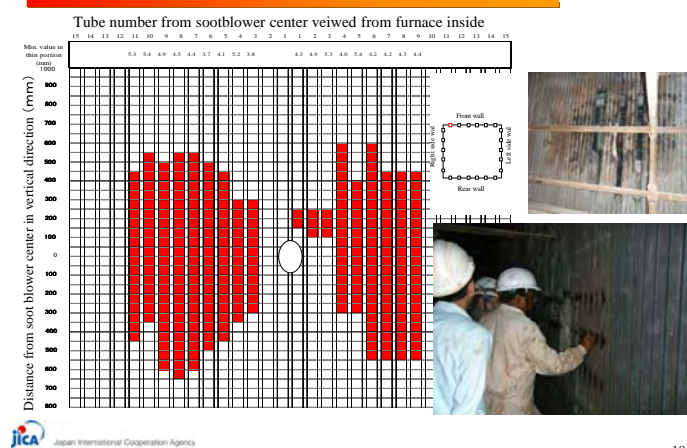 Tube number from sootblower center veiwed from furnace inside
15 14 13 12 11 10 9 8 7 6 5 4 3 2 1 1 2 3 4 5 6 7 8 9 10 11 12 13 14 15
Min. value in
thin portion
(mm)
5.3 5.4 4.9 4.5 4.4 3.7 4.1 5.2 3.8 4.3 4.9 5.3 4.0 5.4 4.2 4.2 4.3 4.4
Distance from soot blower center in vertical direction (mm)
1000
900
800
700
600
500
400
300
200
100
0
100
200
300
400
500
600
700
800
Front wall
Right side wall
Left side wall
Rear wall
jica Japan International Cooperation Agency